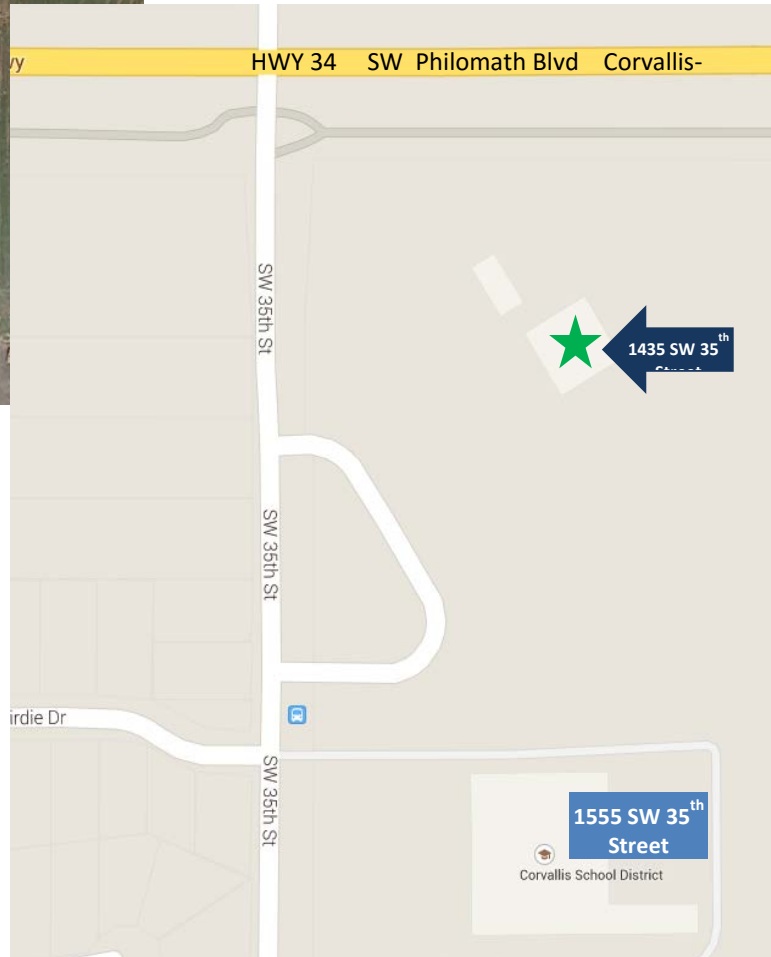 HWY 34 SW Philomath Blvd Corvallis-
SW 35th St
1435 SW 35th
Street
SW 35th St
irdie Dr
SW 35th St
1555 SW 35th
Street
Corvallis School District